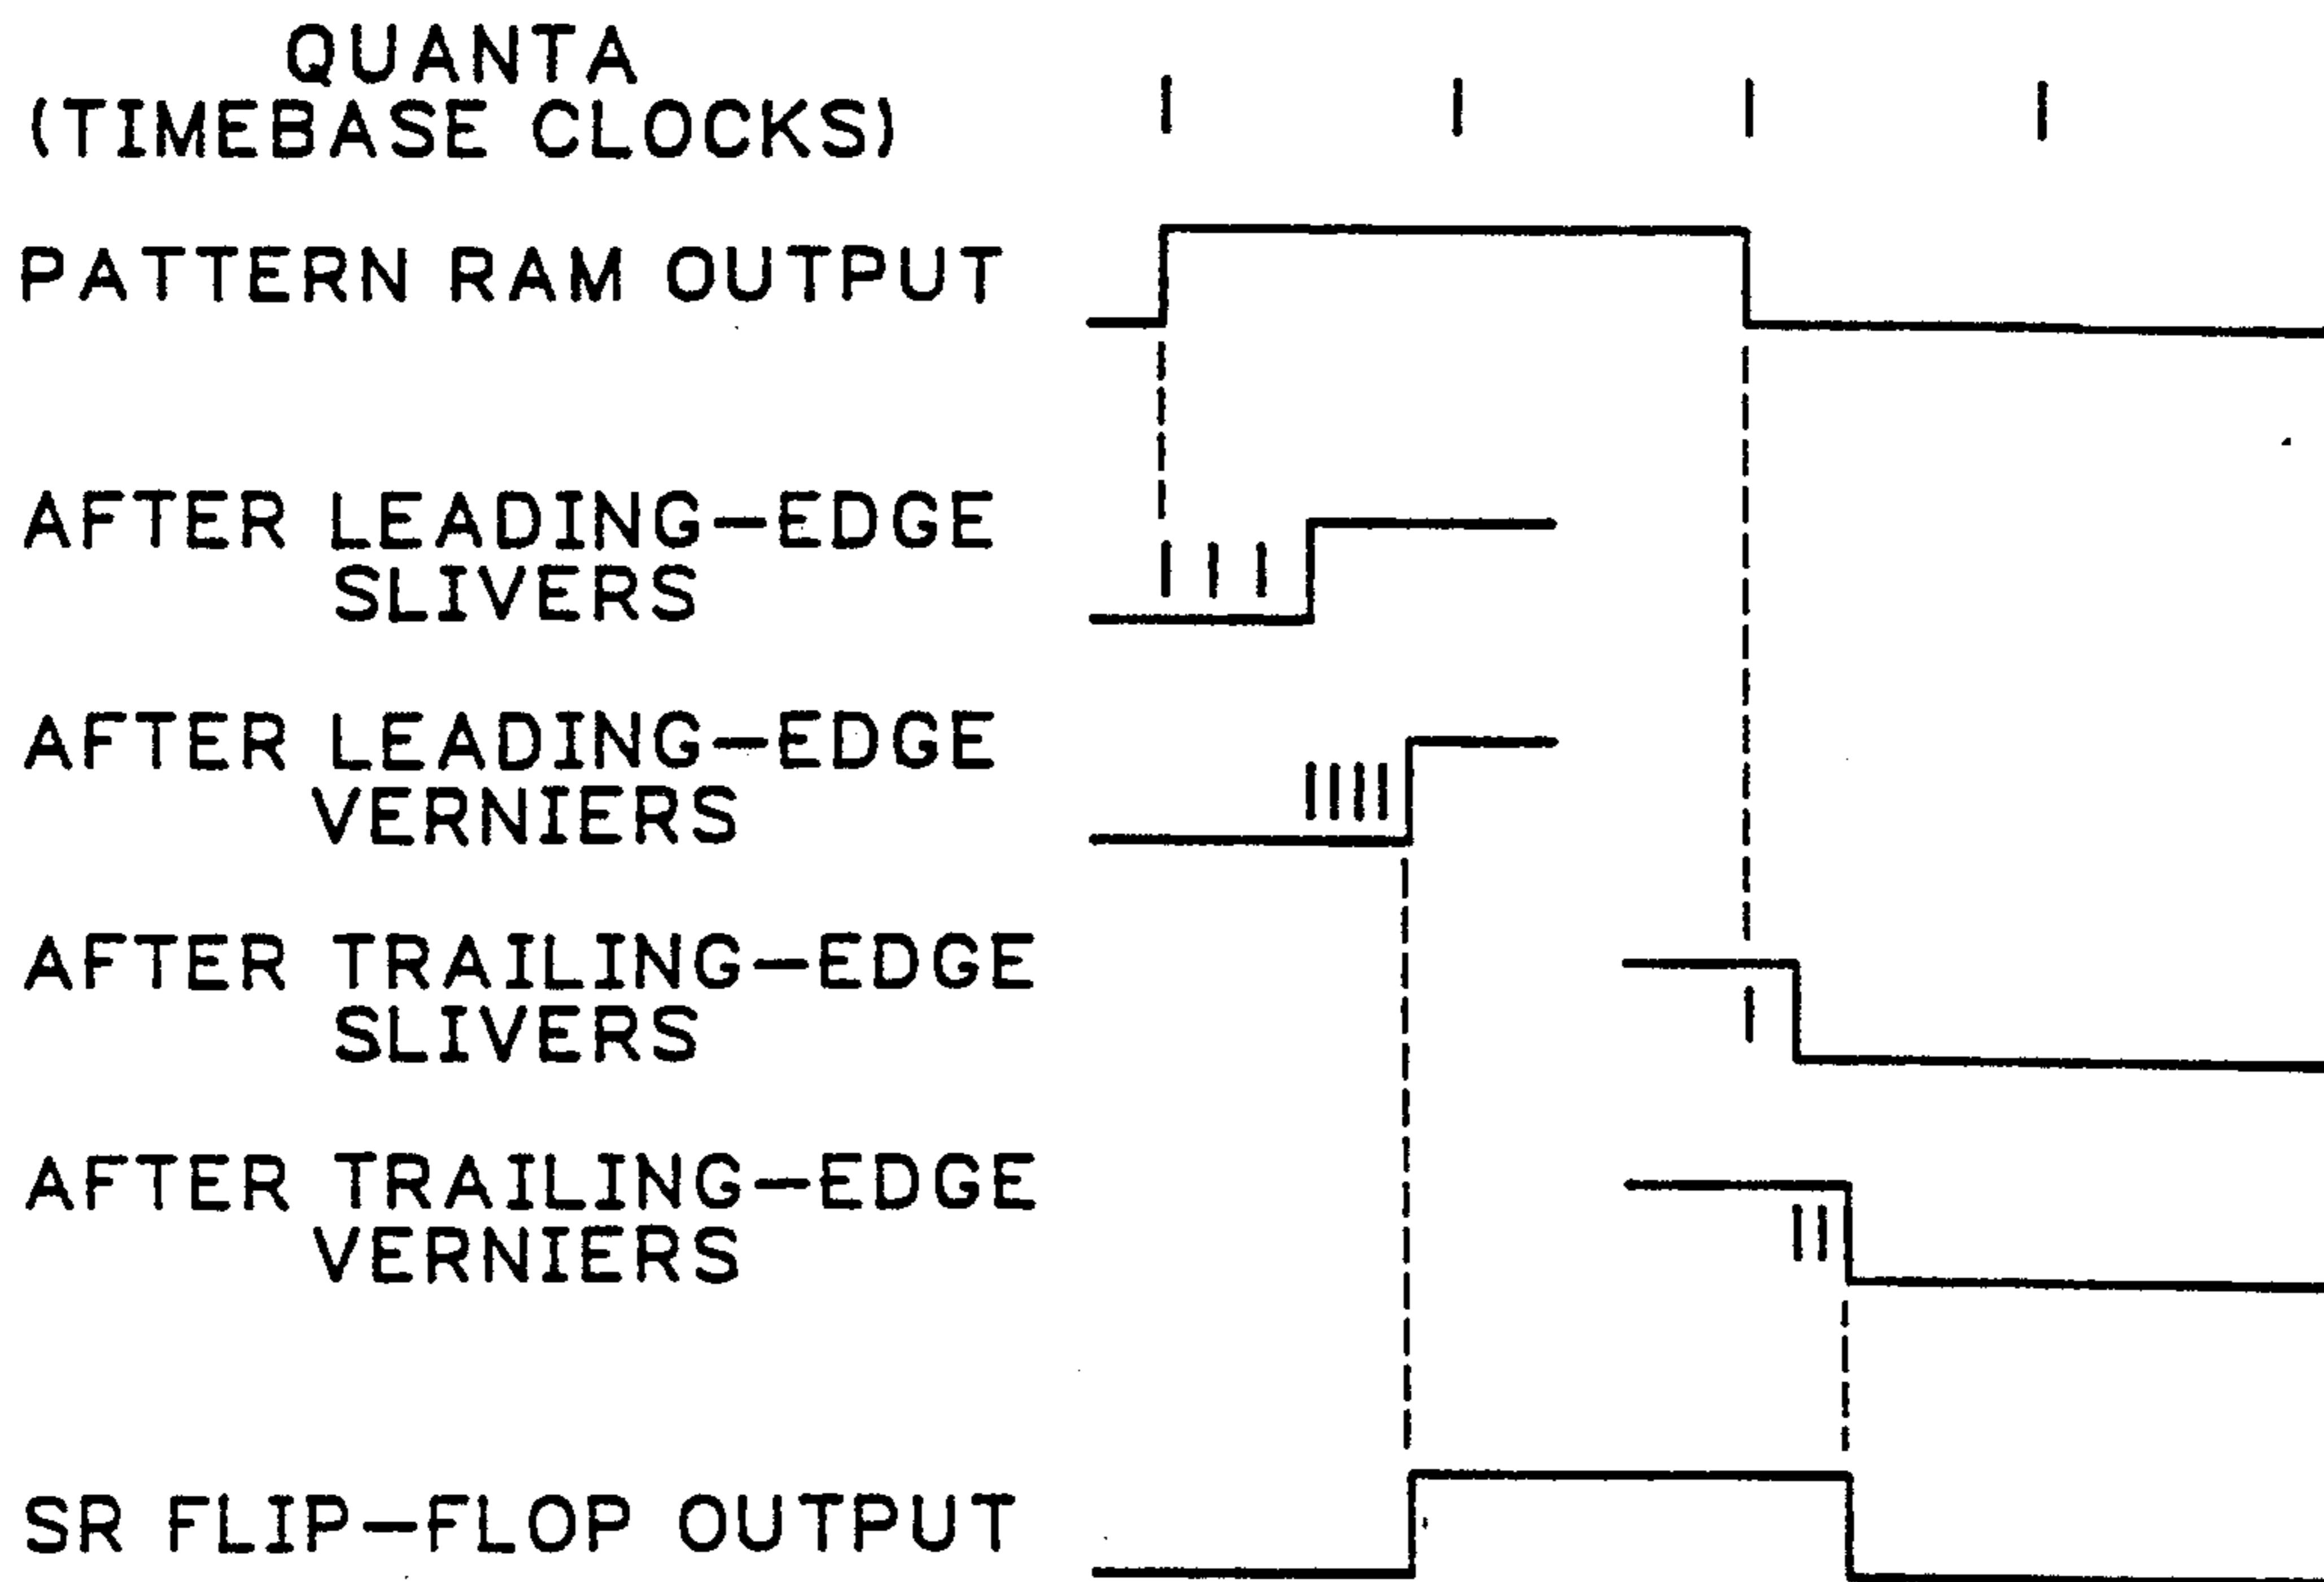 QUANTA
(TIMEBASE CLOCKS)
PATTERN RAM OUTPUT
AFTER LEADING-EDGE
SLIVERS
AFTER LEADING-EDGE
VERNIERS
AFTER TRAILING-EDGE
SLIVERS
AFTER TRAILING-EDGE
VERNIERS
SR FLIP-FLOP OUTPUT